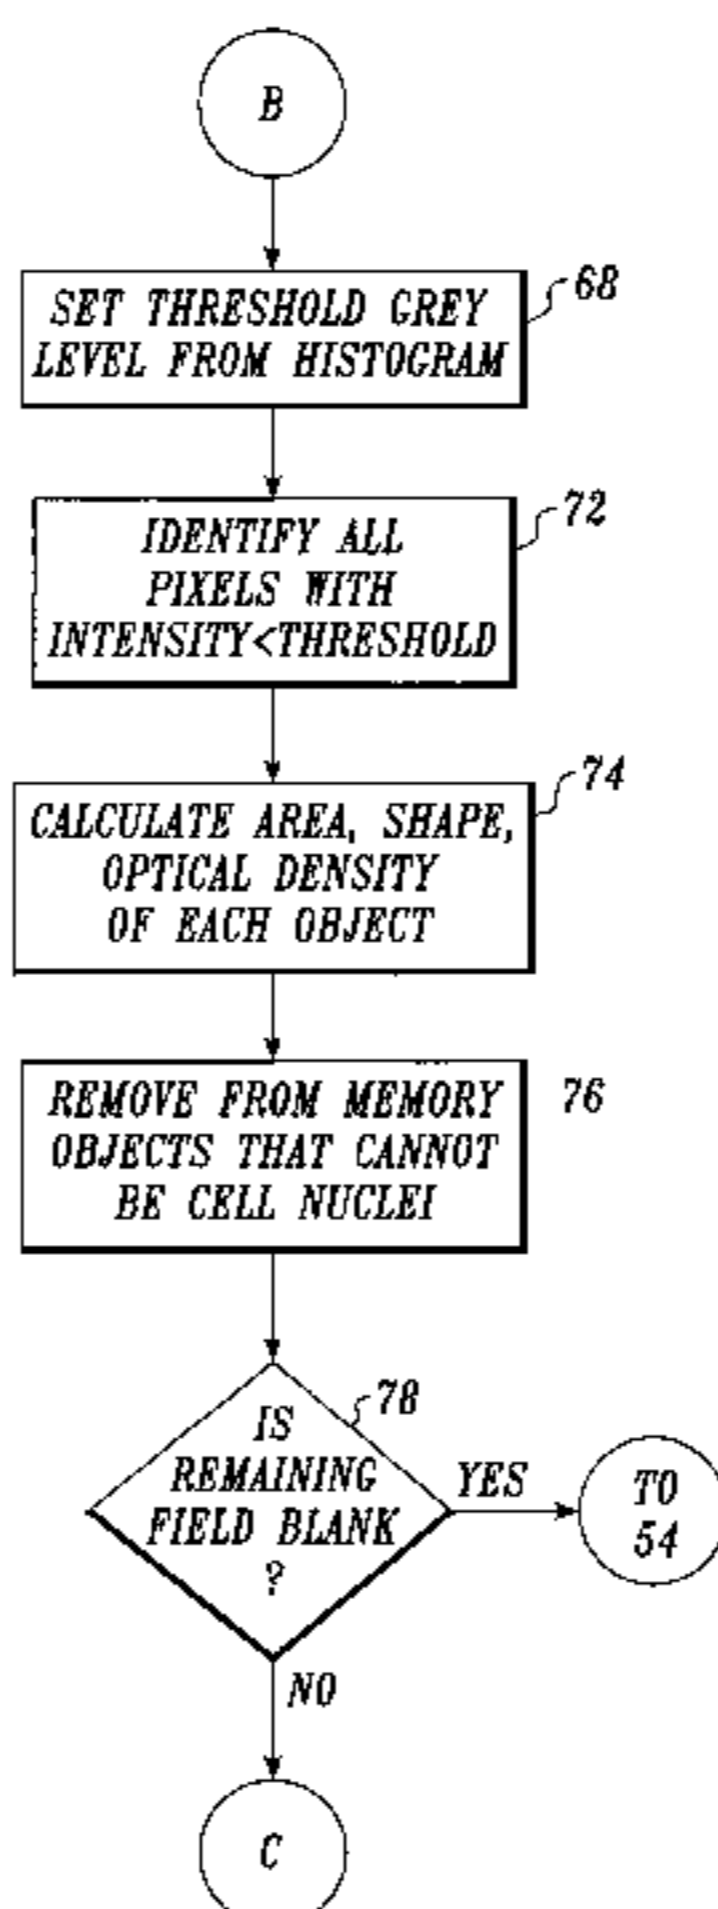 B
SET THRESHOLD GREY
LEVEL FROM HISTOGRAM
68
IDENTIFY ALL
PIXELS WITH
INTENSITY<THRESHOLD
72
CALCULATE AREA, SHAPE,
OPTICAL DENSITY
OF EACH OBJECT
74
REMOVE FROM MEMORY
OBJECTS THAT CANNOT
BE CELL NUCLEI
76
IS
REMAINING
FIELD BLANK
?
78
YES
TO
54
NO
C